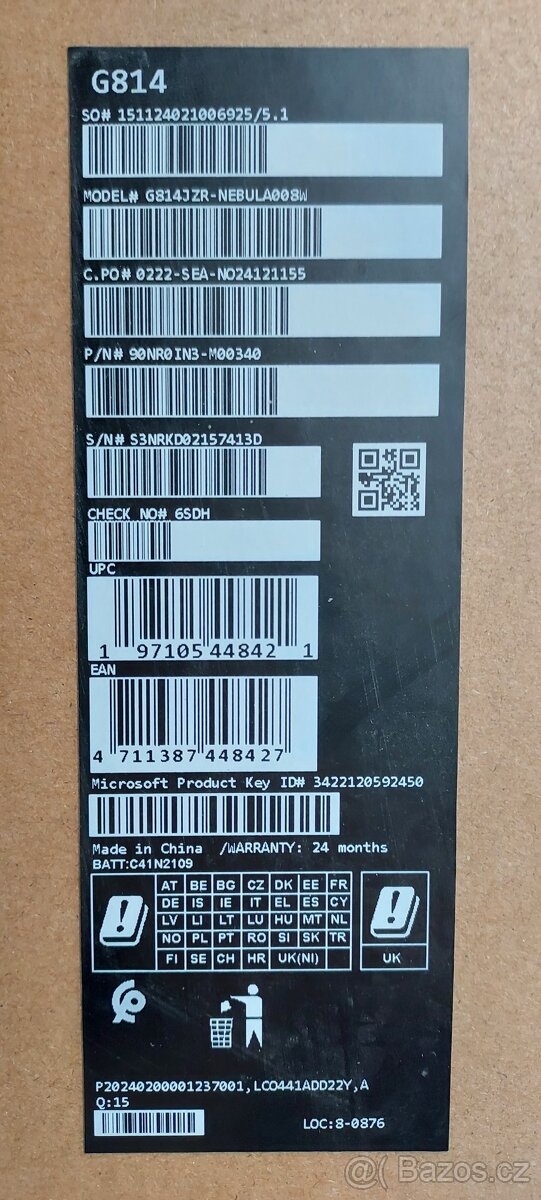 G814
SO# 151124021006925/5.1
MODEL# G814JZR-NEBULA008W
C.PO# 0222-SEA-NO24121155
P/N# 90NR0IN3-M00340
S/N# S3NRKD02157413D
CHECK NO# 6SDH
UPC
1 97105 44842 1
EAN
4 711387 448427
Microsoft Product Key ID# 3422120592450
Made in China /WARRANTY: 24 months
BATT:C41N2109
AT BE BG CZ DK EE FR
DE IS IE IT EL ES CY
LV LI LT LU HU MT NL
NO PL PT RO SI SK TR
FI SE CH HR UK(NI)
UK
P20240200001237001,LCO441ADD22Y,A
Q:15
LOC:8-0876
Bazos.cz